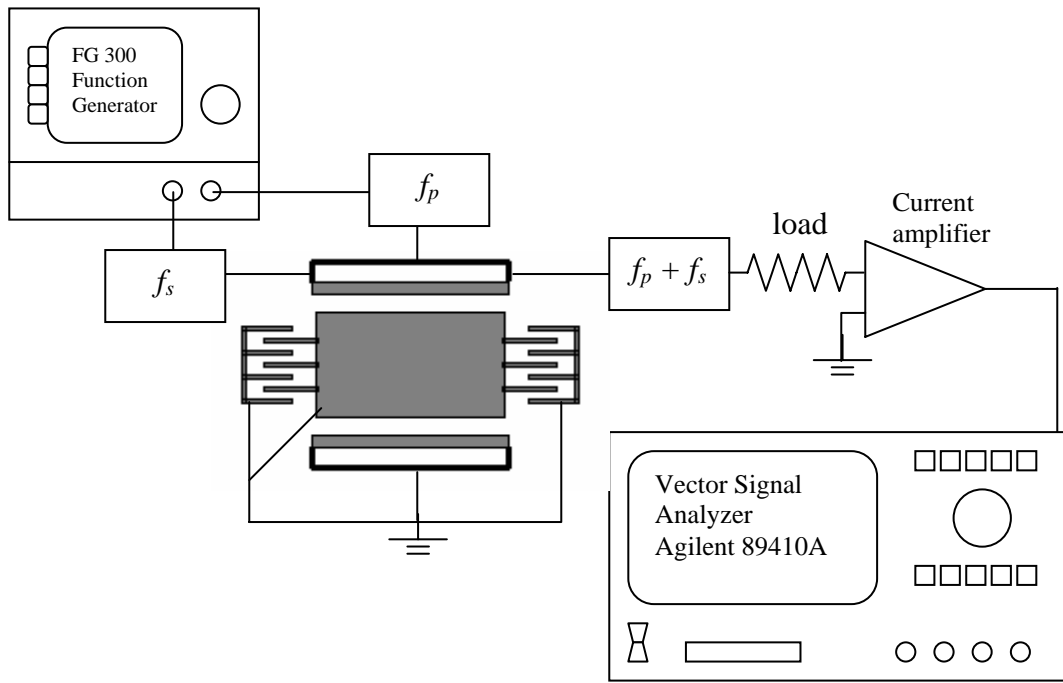 FG 300
Function
Generator
f_p
f_s
f_p + f_s
load
Current
amplifier
Vector Signal
Analyzer
Agilent 89410A